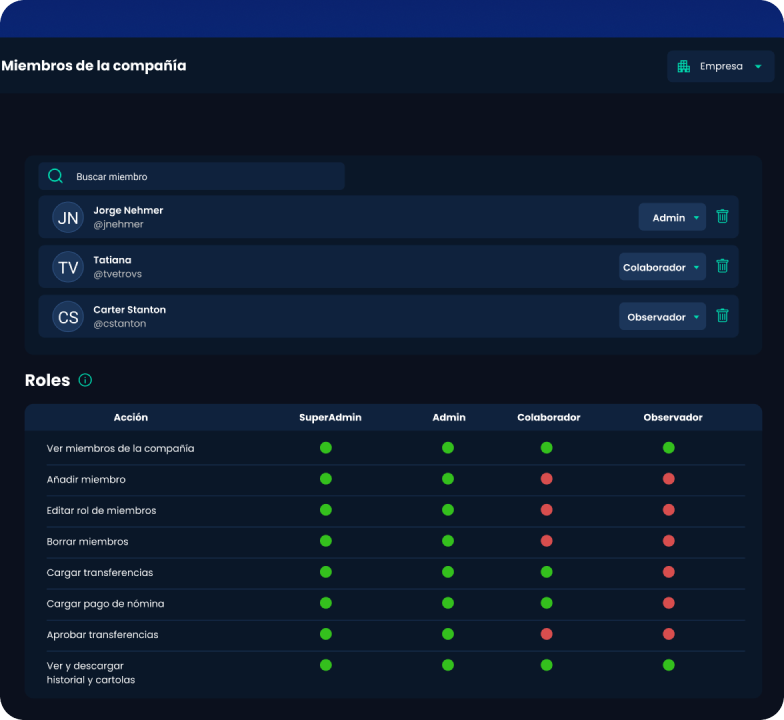 Miembros de la compañía
Empresa
Buscar miembro
JN
Jorge Nehmer
@jnehmer
Admin
TV
Tatiana
@tvetrovs
Colaborador
CS
Carter Stanton
@cstanton
Observador
Roles
Acción SuperAdmin Admin Colaborador Observador
Ver miembros de la compañía
Añadir miembro
Editar rol de miembros
Borrar miembros
Cargar transferencias
Cargar pago de nómina
Aprobar transferencias
Ver y descargar
historial y cartolas